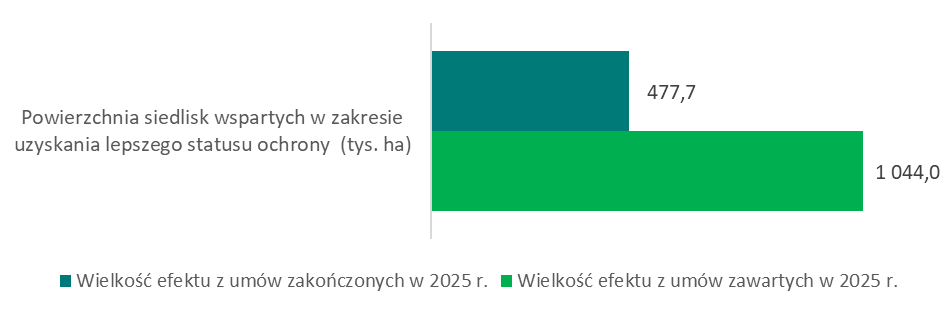 477,7
Powierzchnia siedlisk wspartych w zakresie
uzyskania lepszego statusu ochrony (tys. ha)
1 044,0
Wielkość efektu z umów zakończonych w 2025 r.
Wielkość efektu z umów zawartych w 2025 r.